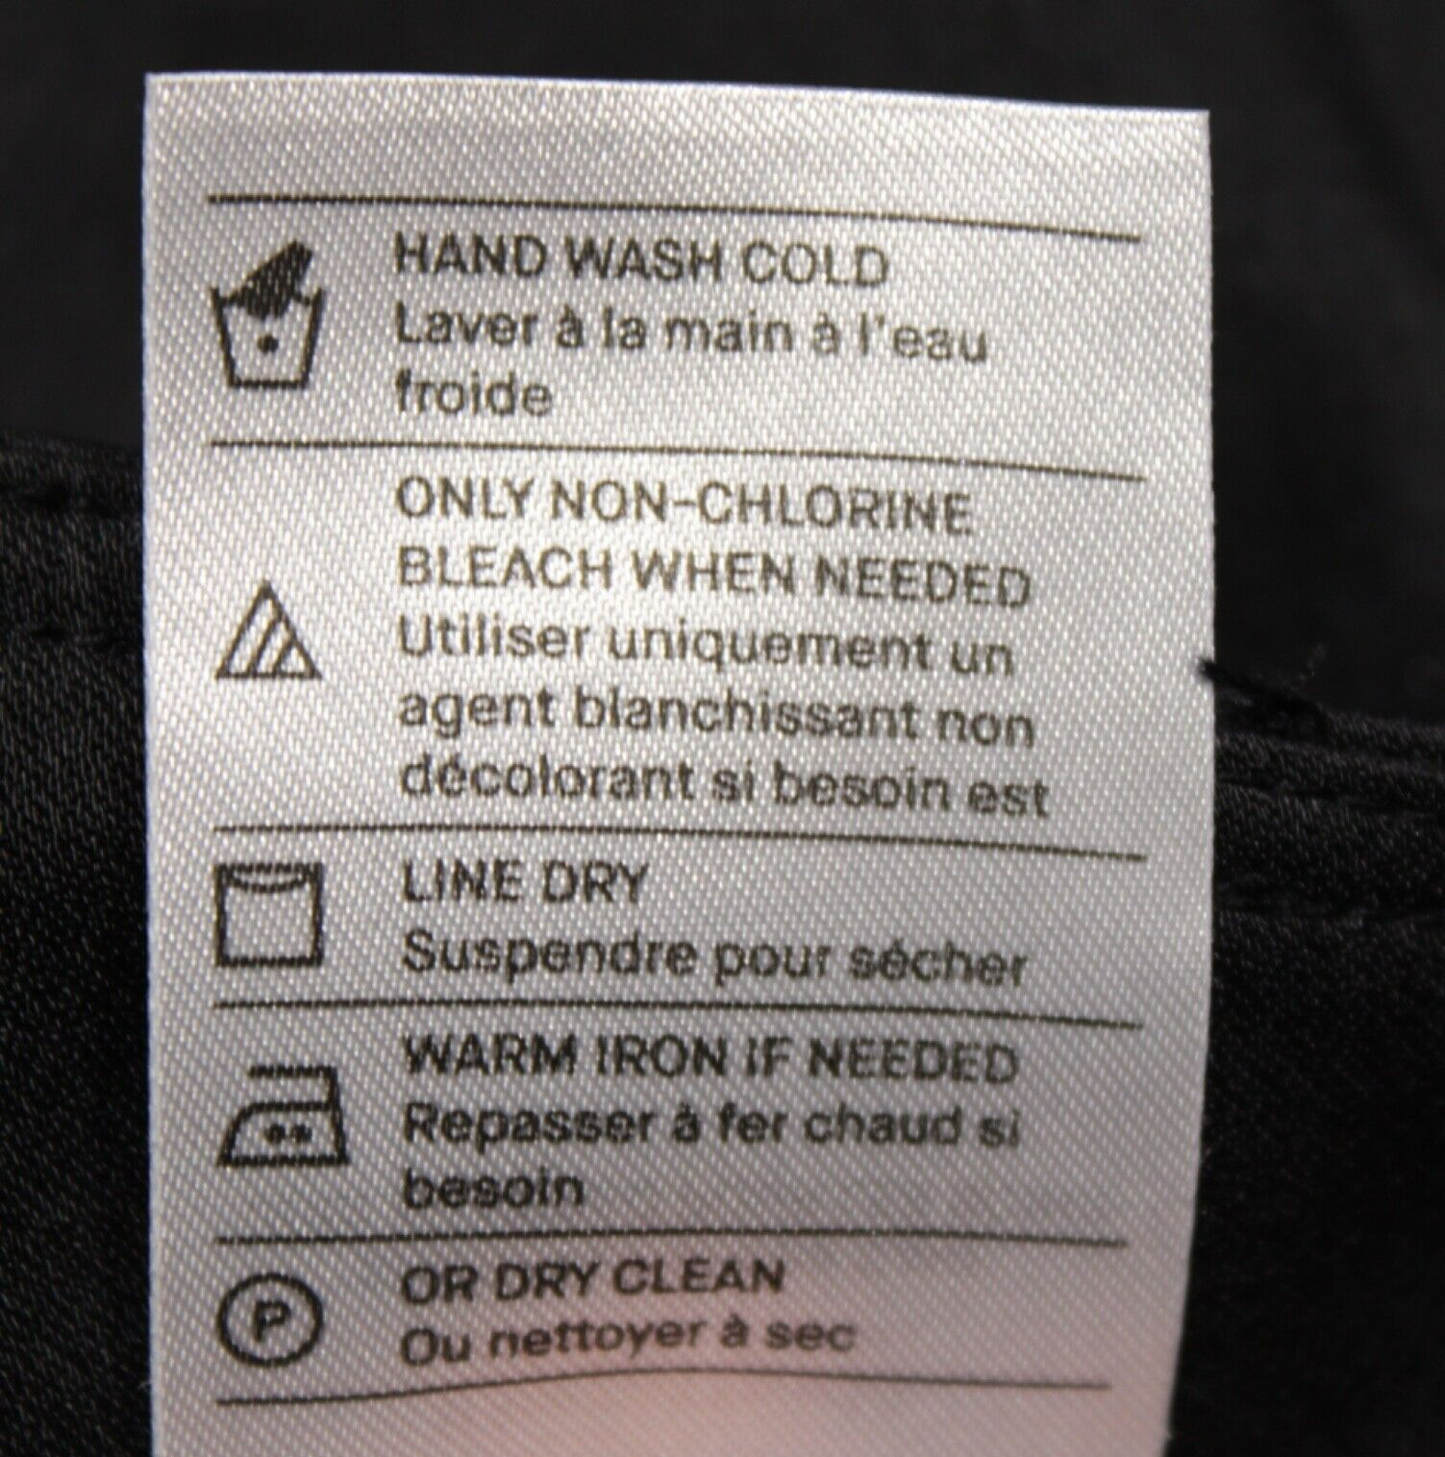 HAND WASH COLD
Laver à la main à l'eau
froide
ONLY NON-CHLORINE
BLEACH WHEN NEEDED
Utiliser uniquement un
agent blanchissant non
décolorant si besoin est
LINE DRY
Suspendre pour sécher
WARM IRON IF NEEDED
Repasser à fer chaud si
besoin
P
OR DRY CLEAN
Ou nettoyer à sec